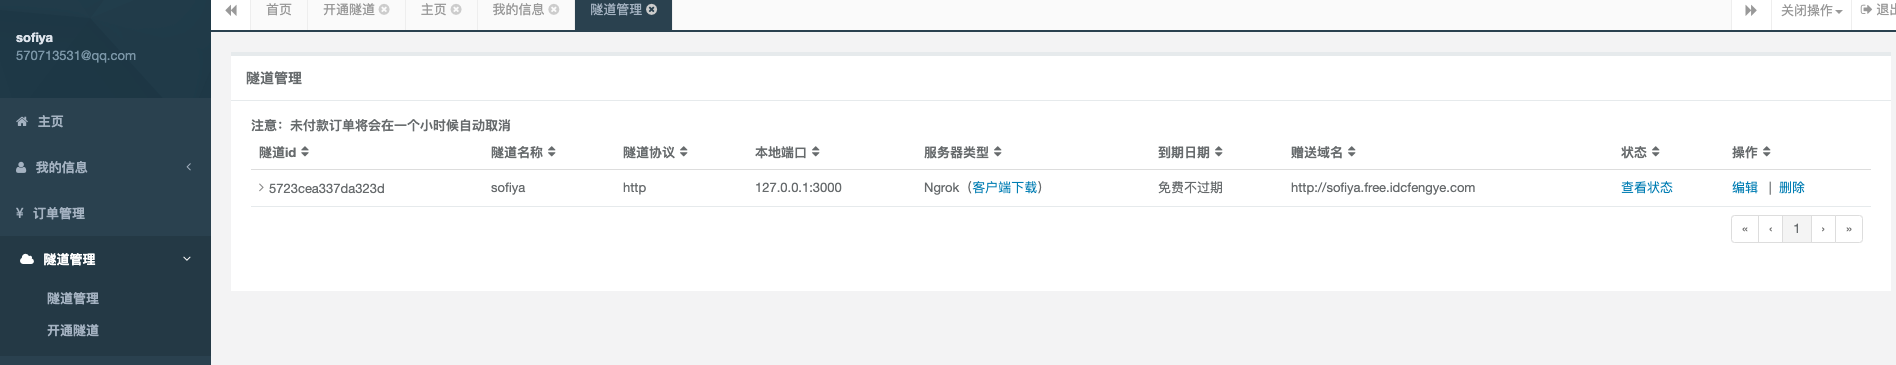 首页 开通隧道 主页 我的信息 隧道管理 关闭操作 退出
sofiya
570713531@qq.com
主页
我的信息
¥ 订单管理
隧道管理
隧道管理
开通隧道
隧道管理
注意：未付款订单将会在一个小时候自动取消
隧道id 隧道名称 隧道协议 本地端口 服务器类型 到期日期 赠送域名 状态 操作
5723cea337da323d sofiya http 127.0.0.1:3000 Ngrok（客户端下载） 免费不过期 http://sofiya.free.idcfengye.com 查看状态 编辑 | 删除
« ‹ 1 › »